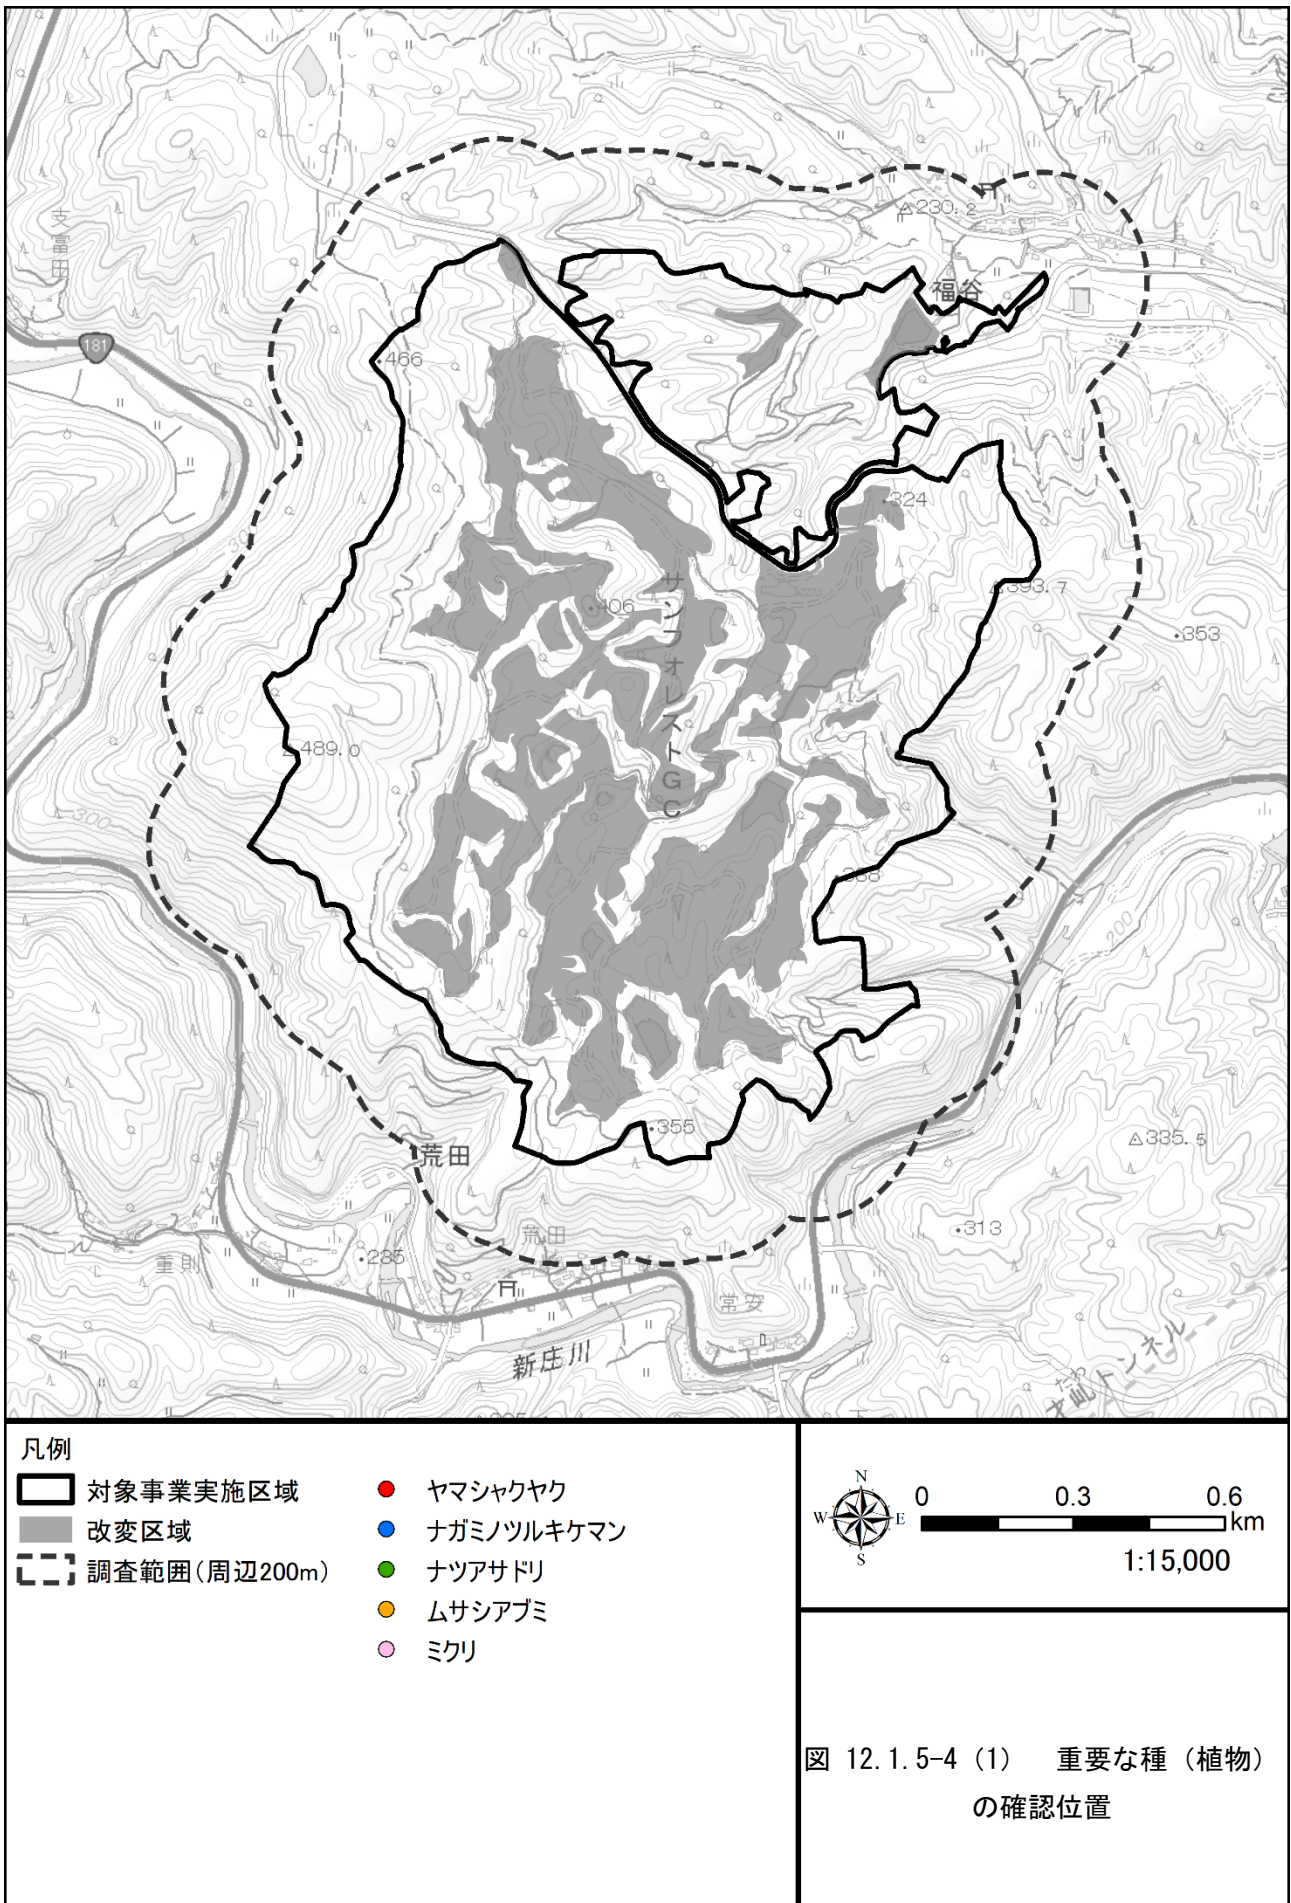 支富田
181
466
230.2
福谷
324
393.7
353
406
サンフォレストGC
489.0
300
388
200
355
荒田
335.5
313
荒田
重則
285
常安
新庄川
凡例
対象事業実施区域
改変区域
調査範囲(周辺200m)
ヤマシャクヤク
ナガミノツルキケマン
ナツアサドリ
ムサシアブミ
ミクリ
N
W E
S
0 0.3 0.6
km
1:15,000
図 12.1.5-4 (1) 重要な種（植物）
の確認位置